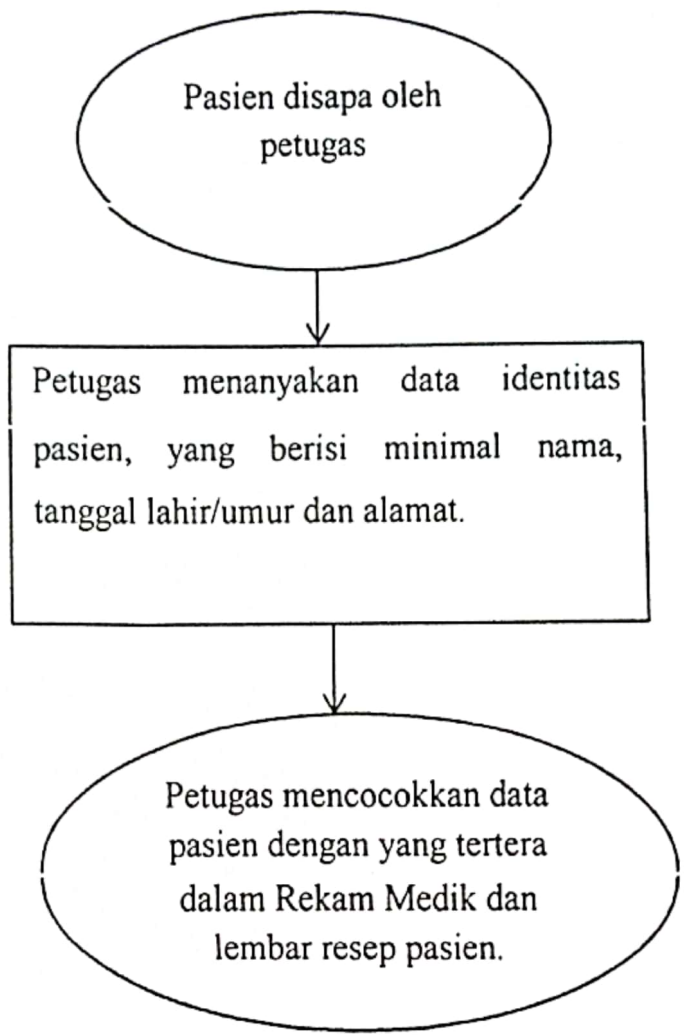 Pasien disapa oleh
petugas
Petugas menanyakan data identitas
pasien, yang berisi minimal nama,
tanggal lahir/umur dan alamat.
Petugas mencocokkan data
pasien dengan yang tertera
dalam Rekam Medik dan
lembar resep pasien.